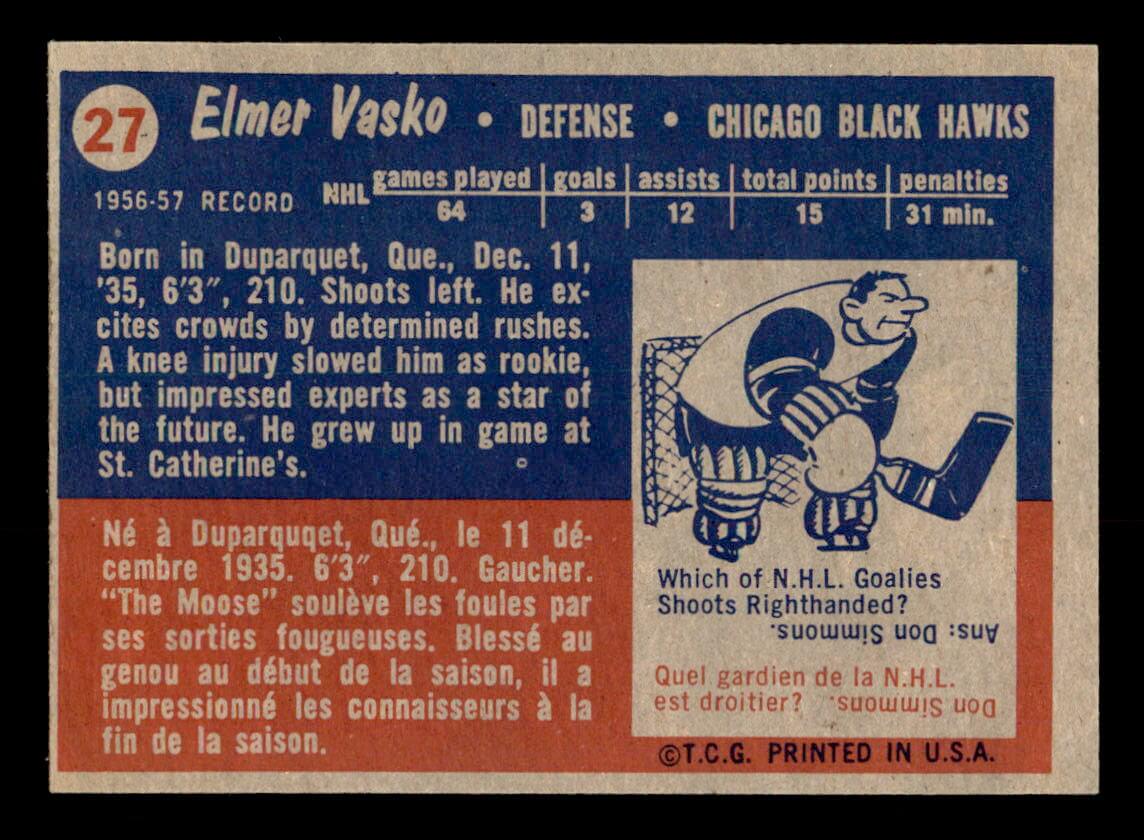 27 Elmer Vasko • DEFENSE • CHICAGO BLACK HAWKS
1956-57 RECORD NHL games played goals assists total points penalties
64 3 12 15 31 min.
Born in Duparquet, Que., Dec. 11,
'35, 6'3", 210. Shoots left. He ex-
cites crowds by determined rushes.
A knee injury slowed him as rookie,
but impressed experts as a star of
the future. He grew up in game at
St. Catherine's.
Né à Duparquqet, Qué., le 11 dé-
cembre 1935. 6'3", 210. Gaucher.
"The Moose" soulève les foules par
ses sorties fougueuses. Blessé au
genou au début de la saison, il a
impressionné les connaisseurs à la
fin de la saison.
Which of N.H.L. Goalies
Shoots Righthanded?
Ans: Don Simmons.
Quel gardien de la N.H.L.
est droitier? Don Simmons.
©T.C.G. PRINTED IN U.S.A.